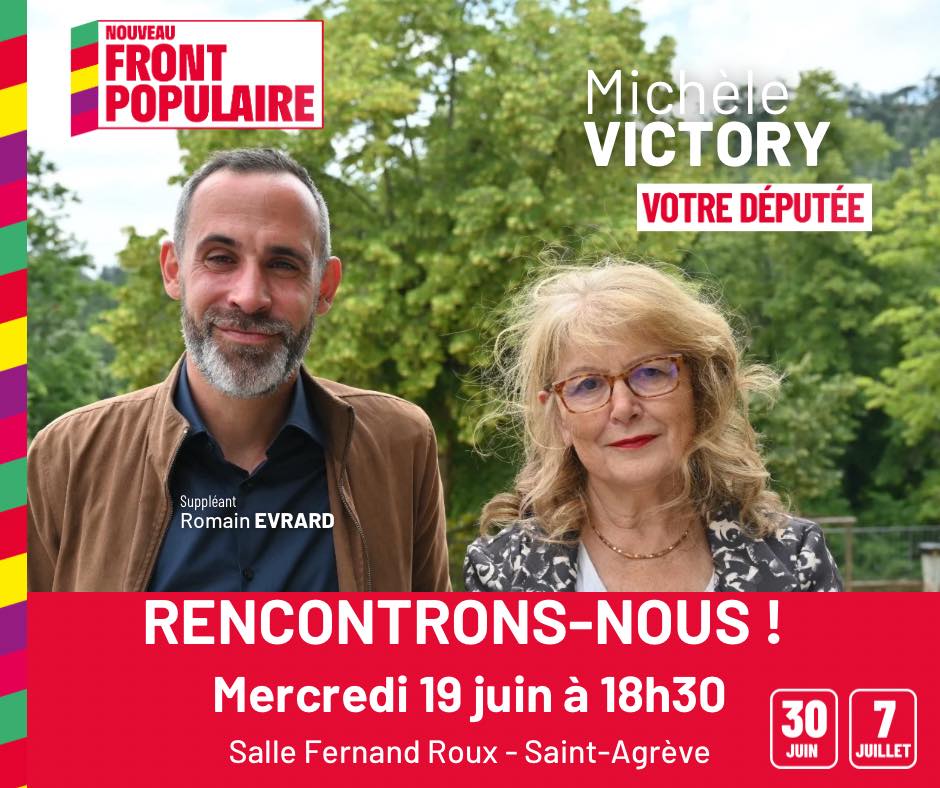 NOUVEAU
FRONT
POPULAIRE
Michèle
VICTORY
VOTRE DÉPUTÉE
Suppléant
Romain EVRARD
RENCONTRONS-NOUS !
Mercredi 19 juin à 18h30
Salle Fernand Roux - Saint-Agrève
30
JUIN
7
JUILLET